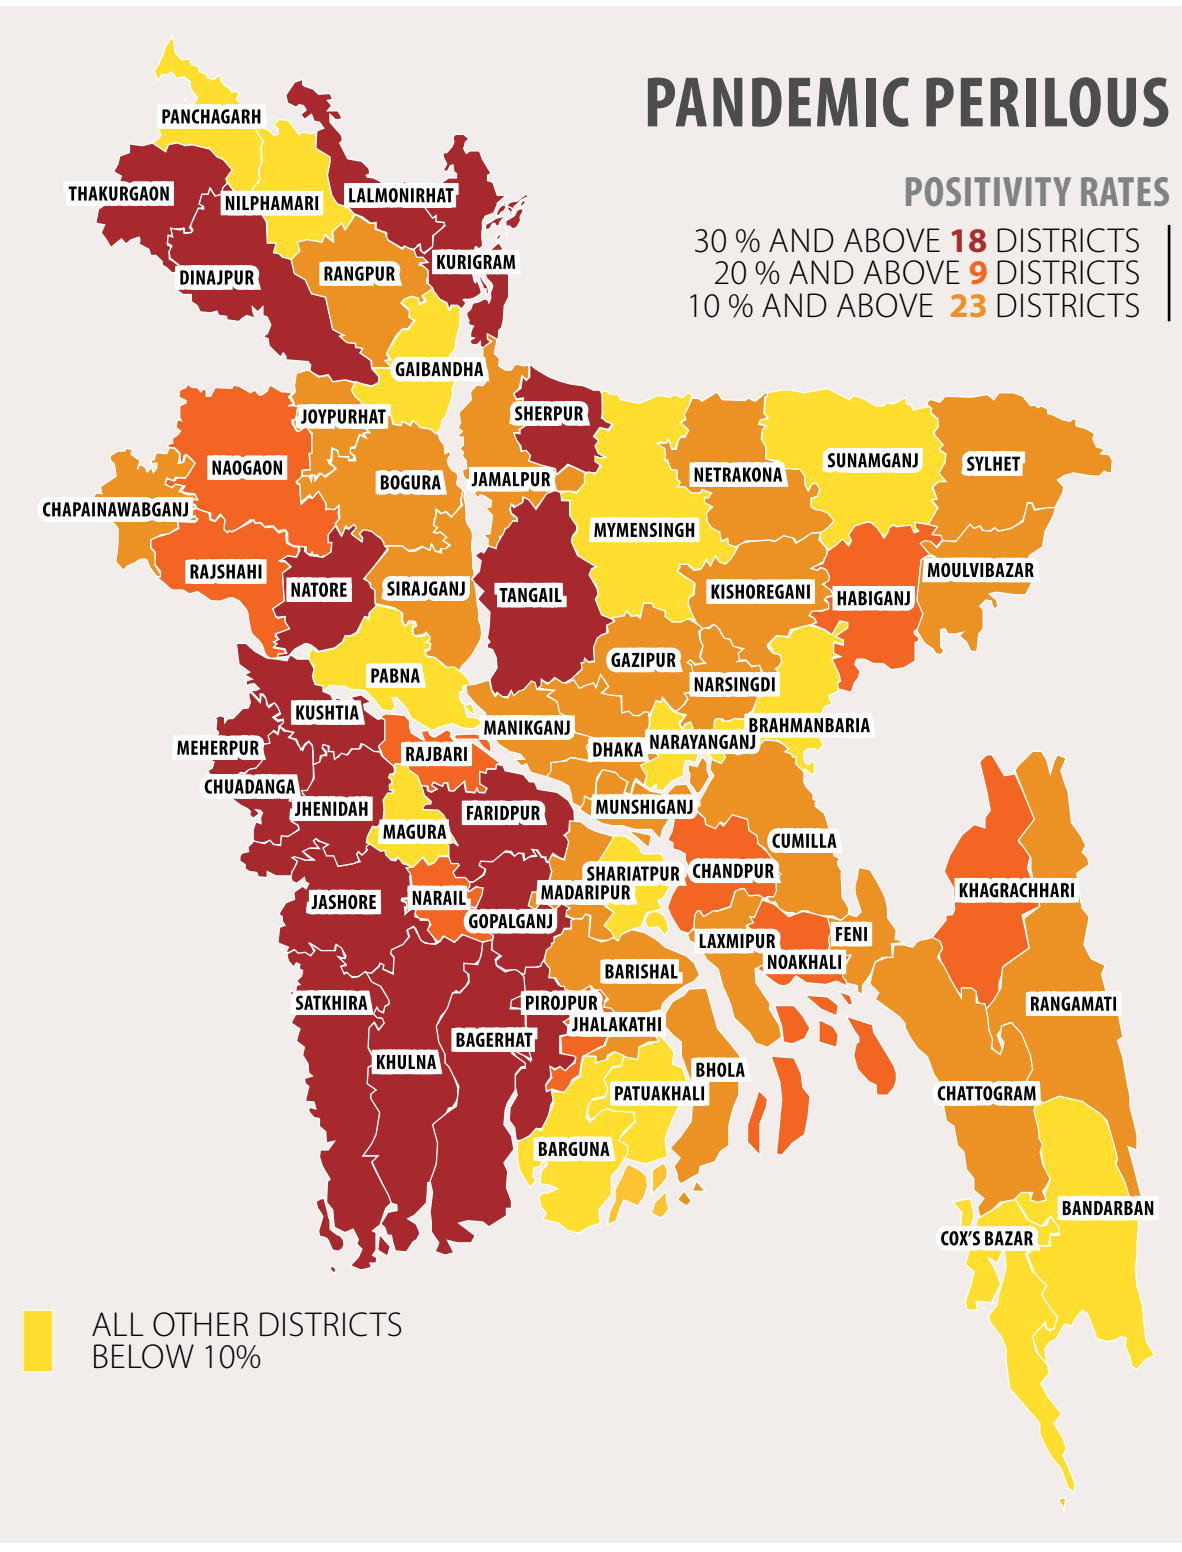 PANDEMIC PERILOUS
POSITIVITY RATES
30 % AND ABOVE 18 DISTRICTS
20 % AND ABOVE 9 DISTRICTS
10 % AND ABOVE 23 DISTRICTS
PANCHAGARH
THAKURGAON
NILPHAMARI
LALMONIRHAT
DINAJPUR
RANGPUR
KURIGRAM
GAIBANDHA
JOYPURHAT
SHERPUR
NAOGAON
BOGURA
JAMALPUR
NETRAKONA
SUNAMGANJ
SYLHET
CHAPAINAWABGANJ
MYMENSINGH
RAJSHAHI
NATORE
SIRAJGANJ
TANGAIL
KISHOREGANI
HABIGANJ
MOULVIBAZAR
PABNA
GAZIPUR
NARSINGDI
KUSHTIA
MANIKGANJ
BRAHMANBARIA
MEHERPUR
RAJBARI
DHAKA
NARAYANGANJ
CHUADANGA
JHENIDAH
FARIDPUR
MUNSHIGANJ
MAGURA
CUMILLA
SHARIATPUR
CHANDPUR
MADARIPUR
KHAGRACHHARI
JASHORE
NARAIL
GOPALGANJ
LAXMIPUR
FENI
NOAKHALI
BARISHAL
SATKHIRA
PIROJPUR
RANGAMATI
JHALAKATHI
BAGERHAT
KHULNA
BHOLA
PATUAKHALI
CHATTOGRAM
BARGUNA
BANDARBAN
COX'S BAZAR
ALL OTHER DISTRICTS
BELOW 10%